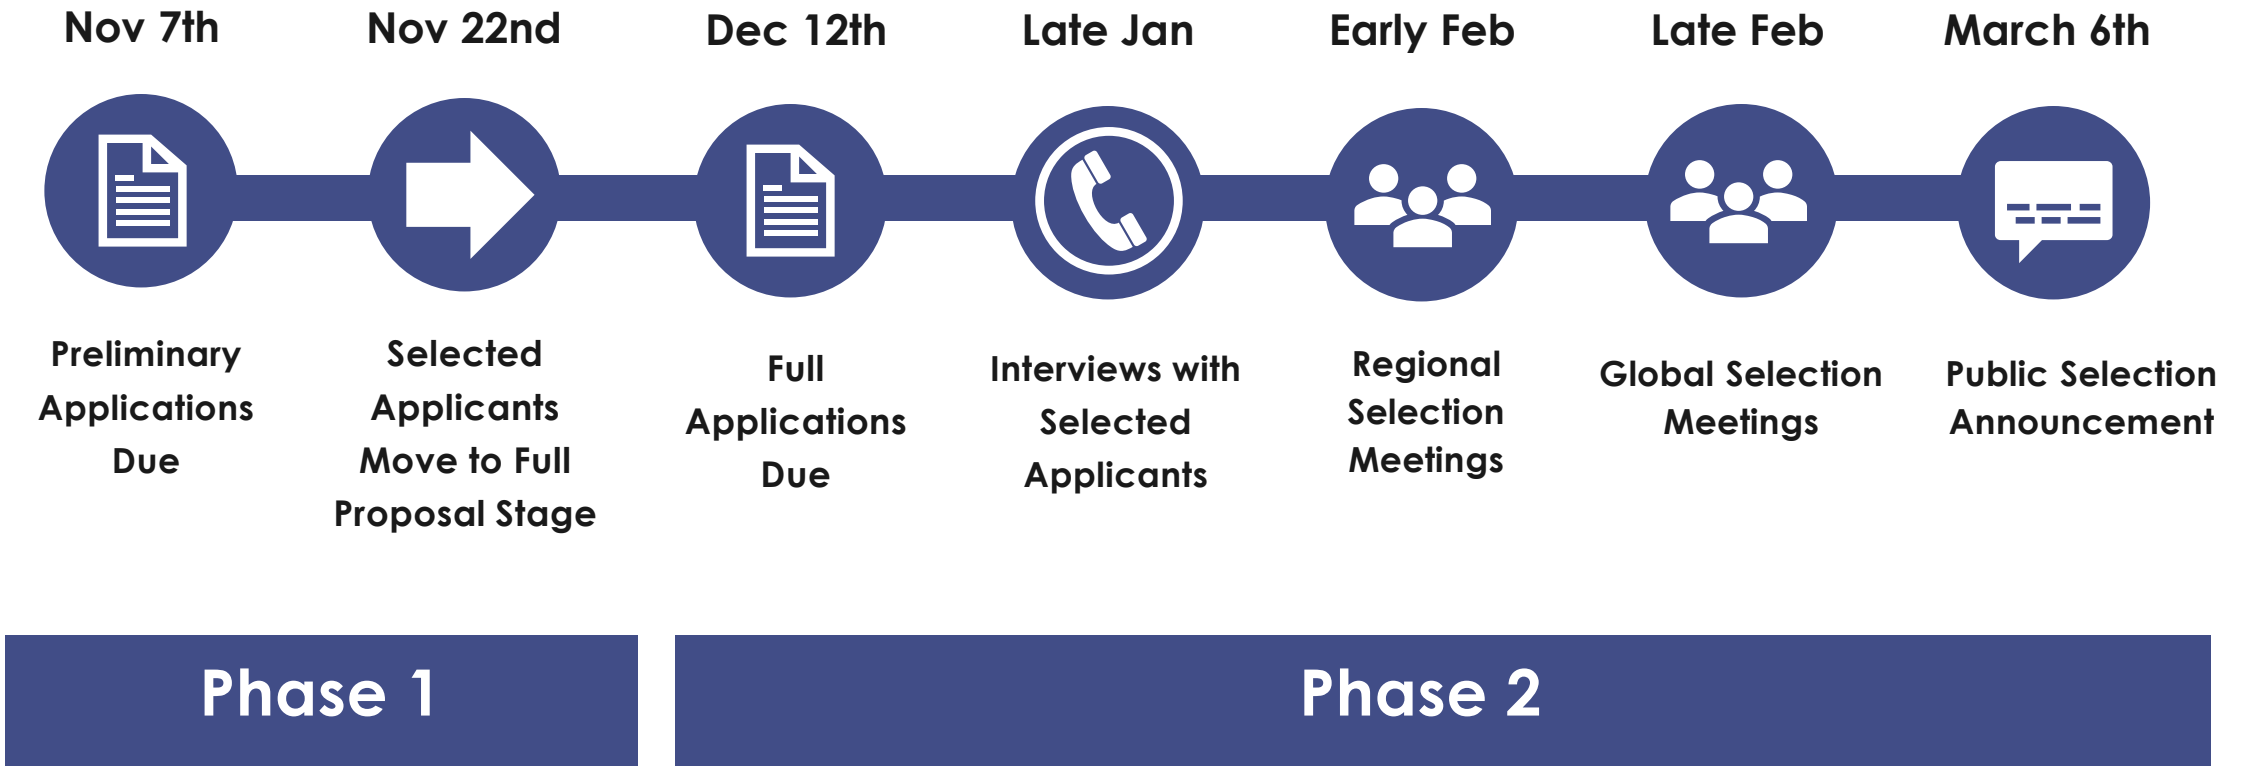 Nov 7th
Nov 22nd
Dec 12th
Late Jan
Early Feb
Late Feb
March 6th
Preliminary
Applications
Due
Selected
Applicants
Move to Full
Proposal Stage
Full
Applications
Due
Interviews with
Selected
Applicants
Regional
Selection
Meetings
Global Selection
Meetings
Public Selection
Announcement
Phase 1
Phase 2